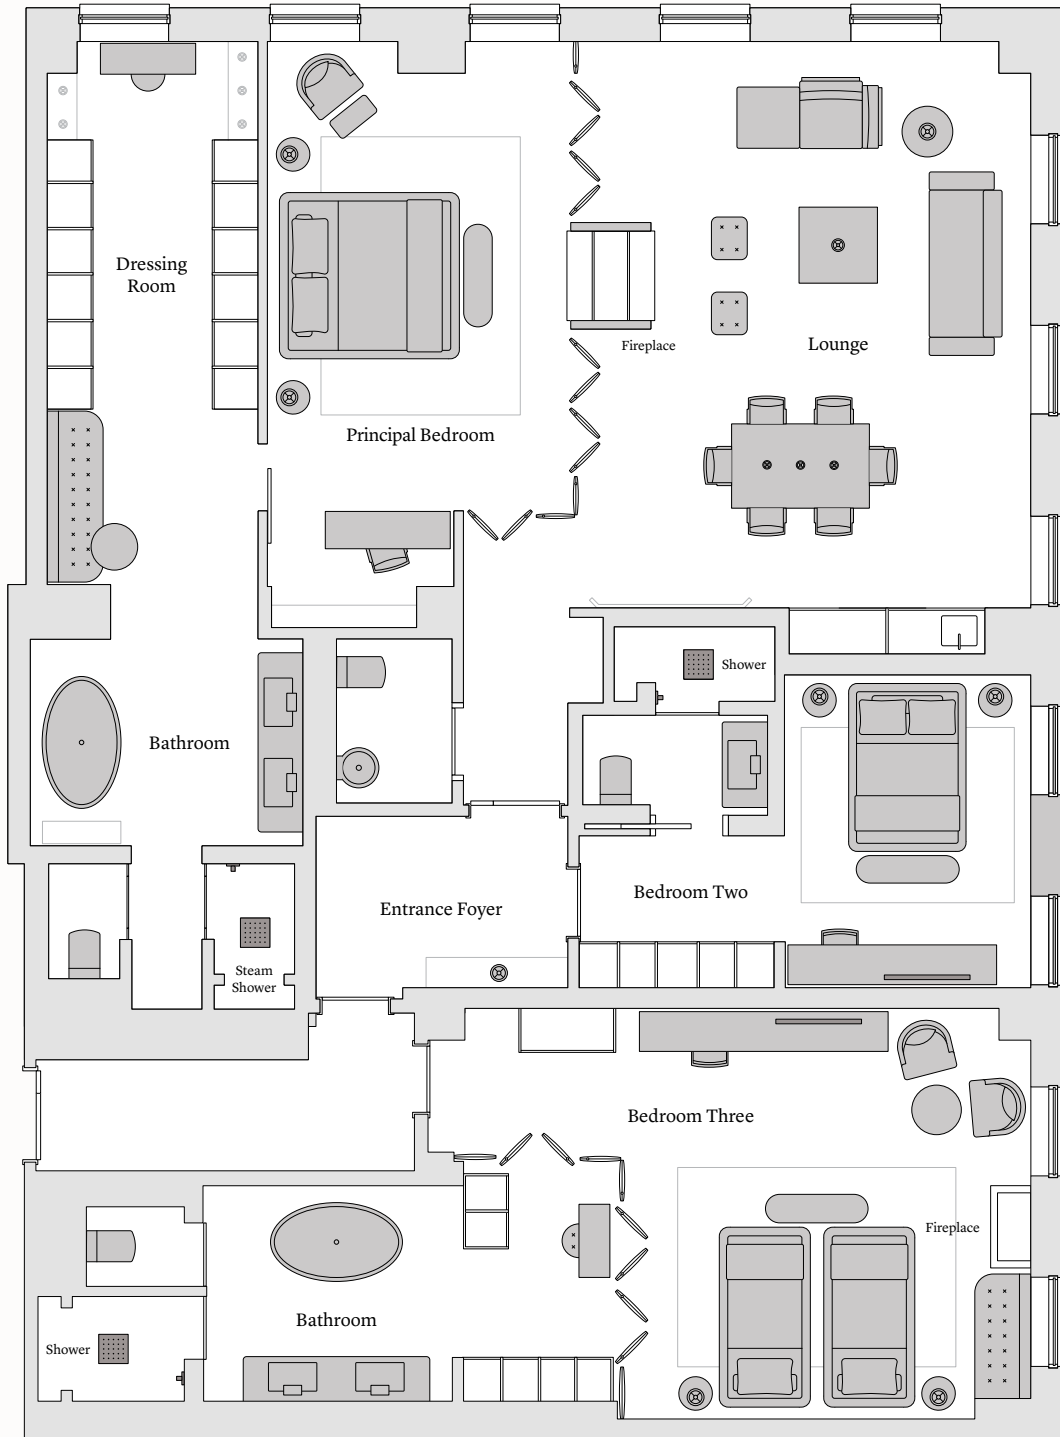 Dressing
Room
Fireplace
Lounge
Principal Bedroom
Shower
Bathroom
Bedroom Two
Entrance Foyer
Steam
Shower
Bedroom Three
Fireplace
Bathroom
Shower